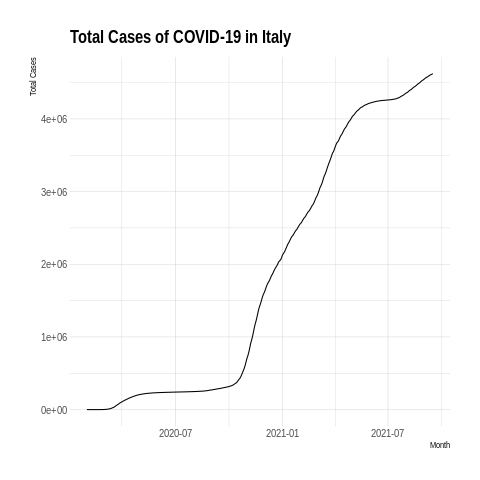 Total Cases of COVID-19 in Italy
Total Cases
4e+06
3e+06
2e+06
1e+06
0e+00
2020-07
2021-01
2021-07
Month